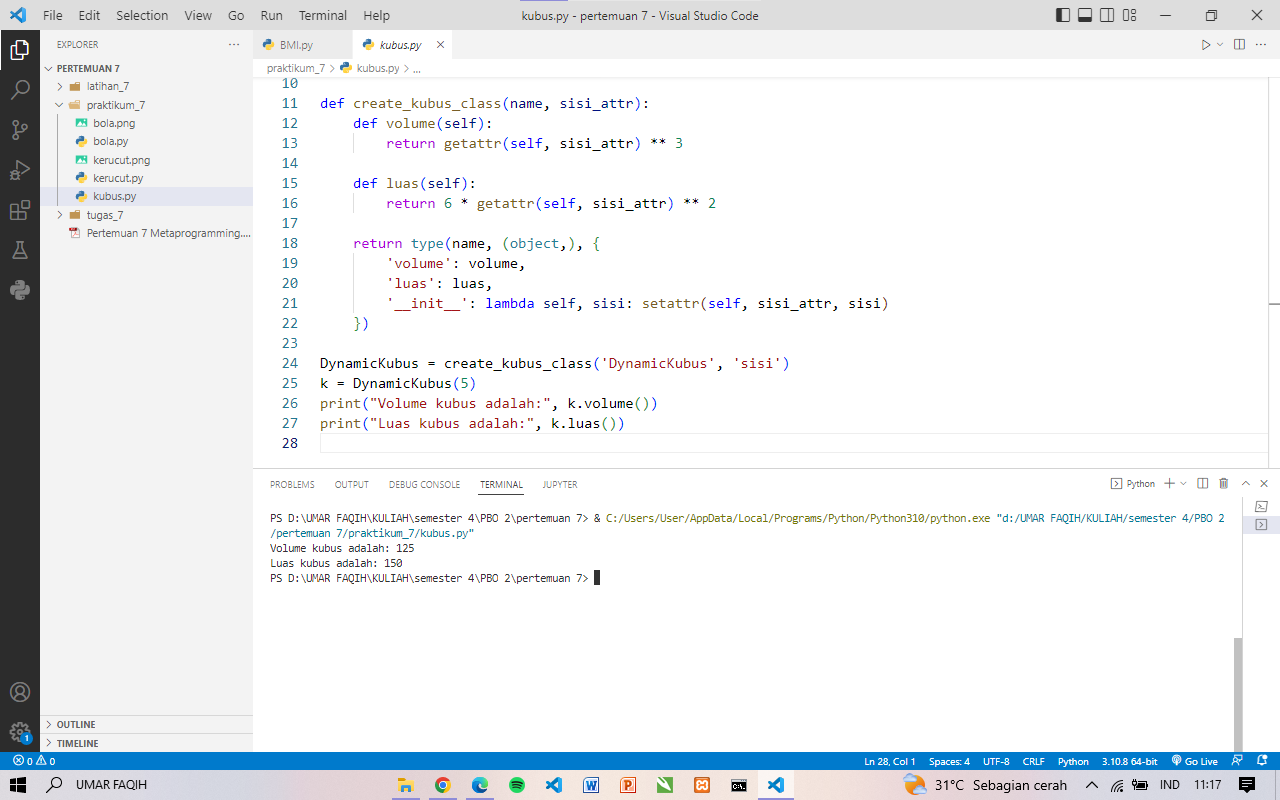 File Edit Selection View Go Run Terminal Help
kubus.py - pertemuan 7 - Visual Studio Code
EXPLORER
PERTEMUAN 7
latihan_7
praktikum_7
bola.png
bola.py
kerucut.png
kerucut.py
kubus.py
tugas_7
Pertemuan 7 Metaprogramming....
OUTLINE
TIMELINE
BMI.py
kubus.py
praktikum_7 > kubus.py > ...
10
11 def create_kubus_class(name, sisi_attr):
12     def volume(self):
13         return getattr(self, sisi_attr) ** 3
14
15     def luas(self):
16         return 6 * getattr(self, sisi_attr) ** 2
17
18     return type(name, (object,), {
19         'volume': volume,
20         'luas': luas,
21         '__init__': lambda self, sisi: setattr(self, sisi_attr, sisi)
22     })
23
24 DynamicKubus = create_kubus_class('DynamicKubus', 'sisi')
25 k = DynamicKubus(5)
26 print("Volume kubus adalah:", k.volume())
27 print("Luas kubus adalah:", k.luas())
28
PROBLEMS OUTPUT DEBUG CONSOLE TERMINAL JUPYTER
Python
PS D:\UMAR FAQIH\KULIAH\semester 4\PBO 2\pertemuan 7> & C:/Users/User/AppData/Local/Programs/Python/Python310/python.exe "d:/UMAR FAQIH/KULIAH/semester 4/PBO 2
/pertemuan 7/praktikum_7/kubus.py"
Volume kubus adalah: 125
Luas kubus adalah: 150
PS D:\UMAR FAQIH\KULIAH\semester 4\PBO 2\pertemuan 7>
1
0 0
Ln 28, Col 1 Spaces: 4 UTF-8 CRLF Python 3.10.8 64-bit Go Live
UMAR FAQIH
31°C Sebagian cerah
IND 11:17